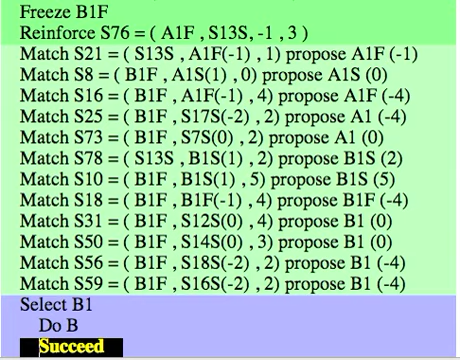 Freeze B1F
Reinforce S76 = ( A1F , S13S, -1 , 3 )
Match S21 = ( S13S , A1F(-1) , 1) propose A1F (-1)
Match S8 = ( B1F , A1S(1) , 0) propose A1S (0)
Match S16 = ( B1F , A1F(-1) , 4) propose A1F (-4)
Match S25 = ( B1F , S17S(-2) , 2) propose A1 (-4)
Match S73 = ( B1F , S7S(0) , 2) propose A1 (0)
Match S78 = ( S13S , B1S(1) , 2) propose B1S (2)
Match S10 = ( B1F , B1S(1) , 5) propose B1S (5)
Match S18 = ( B1F , B1F(-1) , 4) propose B1F (-4)
Match S31 = ( B1F , S12S(0) , 4) propose B1 (0)
Match S50 = ( B1F , S14S(0) , 3) propose B1 (0)
Match S56 = ( B1F , S18S(-2) , 2) propose B1 (-4)
Match S59 = ( B1F , S16S(-2) , 2) propose B1 (-4)
Select B1
Do B
Succeed